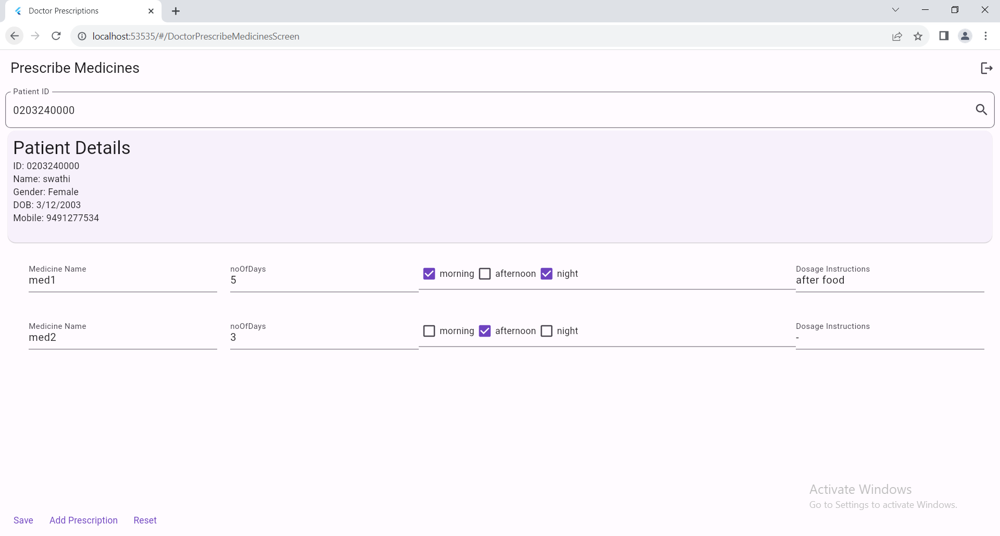 Doctor Prescriptions
localhost:53535/#/DoctorPrescribeMedicinesScreen
Prescribe Medicines
Patient ID
0203240000
Patient Details
ID: 0203240000
Name: swathi
Gender: Female
DOB: 3/12/2003
Mobile: 9491277534
Medicine Name noOfDays morning afternoon night Dosage Instructions
med1 5 after food
Medicine Name noOfDays morning afternoon night Dosage Instructions
med2 3 -
Activate Windows
Go to Settings to activate Windows.
Save Add Prescription Reset